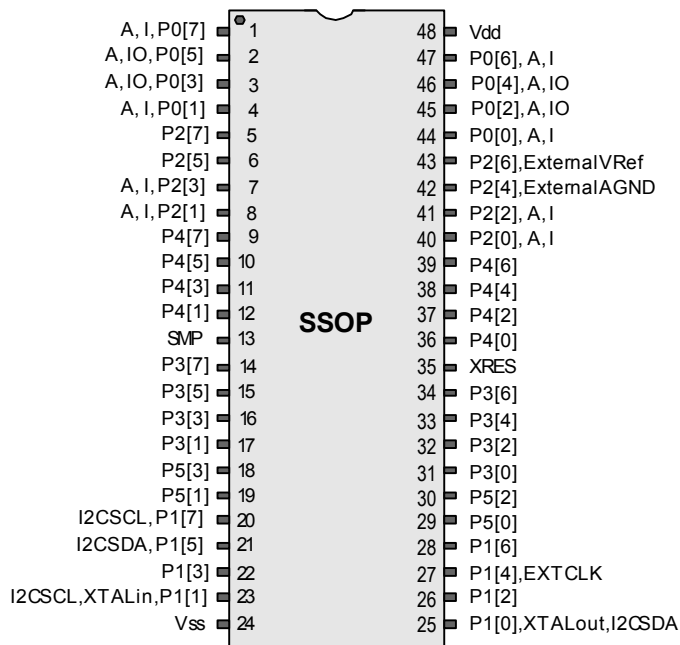 A, I, P0[7] 1 48 Vdd
A, IO, P0[5] 2 47 P0[6], A, I
A, IO, P0[3] 3 46 P0[4], A, IO
A, I, P0[1] 4 45 P0[2], A, IO
P2[7] 5 44 P0[0], A, I
P2[5] 6 43 P2[6], External VRef
A, I, P2[3] 7 42 P2[4], External AGND
A, I, P2[1] 8 41 P2[2], A, I
P4[7] 9 40 P2[0], A, I
P4[5] 10 39 P4[6]
P4[3] 11 38 P4[4]
P4[1] 12 37 P4[2]
SSOP
SMP 13 36 P4[0]
P3[7] 14 35 XRES
P3[5] 15 34 P3[6]
P3[3] 16 33 P3[4]
P3[1] 17 32 P3[2]
P5[3] 18 31 P3[0]
P5[1] 19 30 P5[2]
I2CSCL, P1[7] 20 29 P5[0]
I2CSDA, P1[5] 21 28 P1[6]
P1[3] 22 27 P1[4], EXTCLK
I2CSCL, XTALin, P1[1] 23 26 P1[2]
Vss 24 25 P1[0], XTALout, I2CSDA